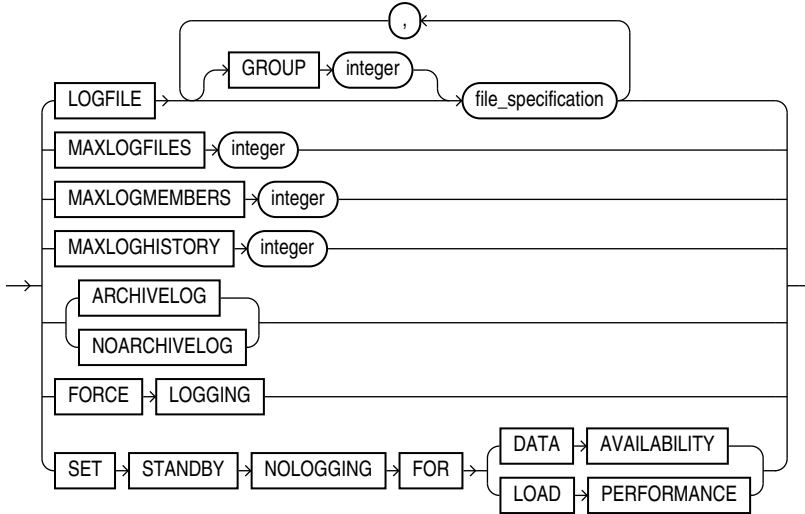 ,
GROUP integer
LOGFILE file_specification
MAXLOGFILES integer
MAXLOGMEMBERS integer
MAXLOGHISTORY integer
ARCHIVELOG
NOARCHIVELOG
FORCE LOGGING
DATA AVAILABILITY
SET STANDBY NOLOGGING FOR
LOAD PERFORMANCE